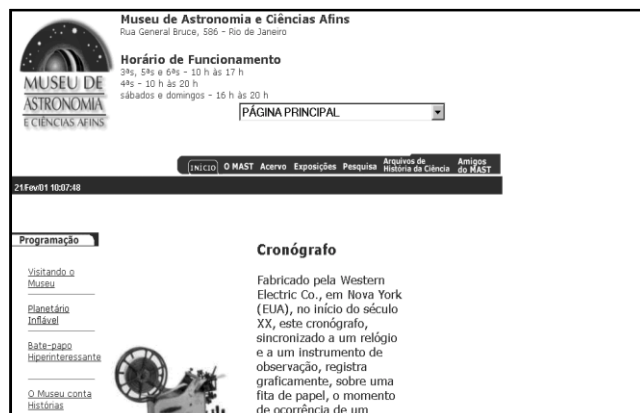 Museu de Astronomia e Ciências Afins
Rua General Bruce, 586 - Rio de Janeiro
Horário de Funcionamento
3ªs, 5ªs e 6ªs - 10 h às 17 h
4ªs - 10 h às 20 h
sábados e domingos - 16 h às 20 h
MUSEU DE
ASTRONOMIA
E CIÊNCIAS AFINS
PÁGINA PRINCIPAL
INÍCIO O MAST Acervo Exposições Pesquisa Arquivos de História da Ciência Amigos do MAST
21/Fev/01 10:07:48
Programação
Visitando o
Museu
Planetário
Inflável
Bate-papo
Hiperinteressante
O Museu conta
Histórias
Cronógrafo
Fabricado pela Western
Electric Co., em Nova York
(EUA), no início do século
XX, este cronógrafo,
sincronizado a um relógio
e a um instrumento de
observação, registra
graficamente, sobre uma
fita de papel, o momento
de ocorrência de um